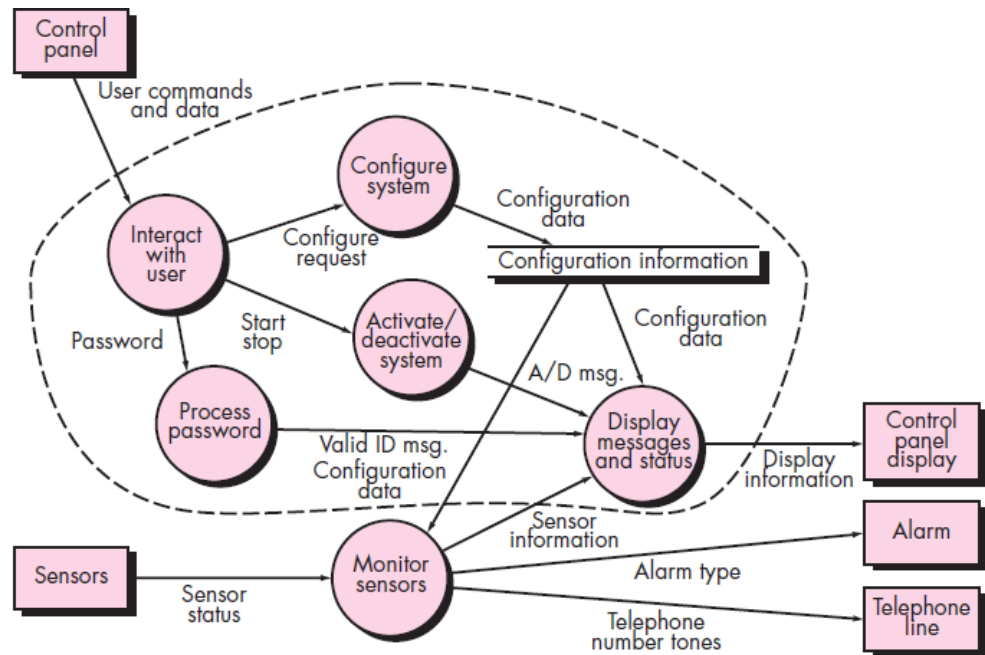 Control
panel
User commands
and data
Configure
system
Interact
with
user
Configure
request
Configuration
data
Configuration information
Password
Start
stop
Activate/
deactivate
system
A/D msg.
Configuration
data
Process
password
Valid ID msg.
Configuration
data
Display
messages
and status
Display
information
Control
panel
display
Sensors
Sensor
status
Monitor
sensors
Sensor
information
Alarm type
Alarm
Telephone
number tones
Telephone
line